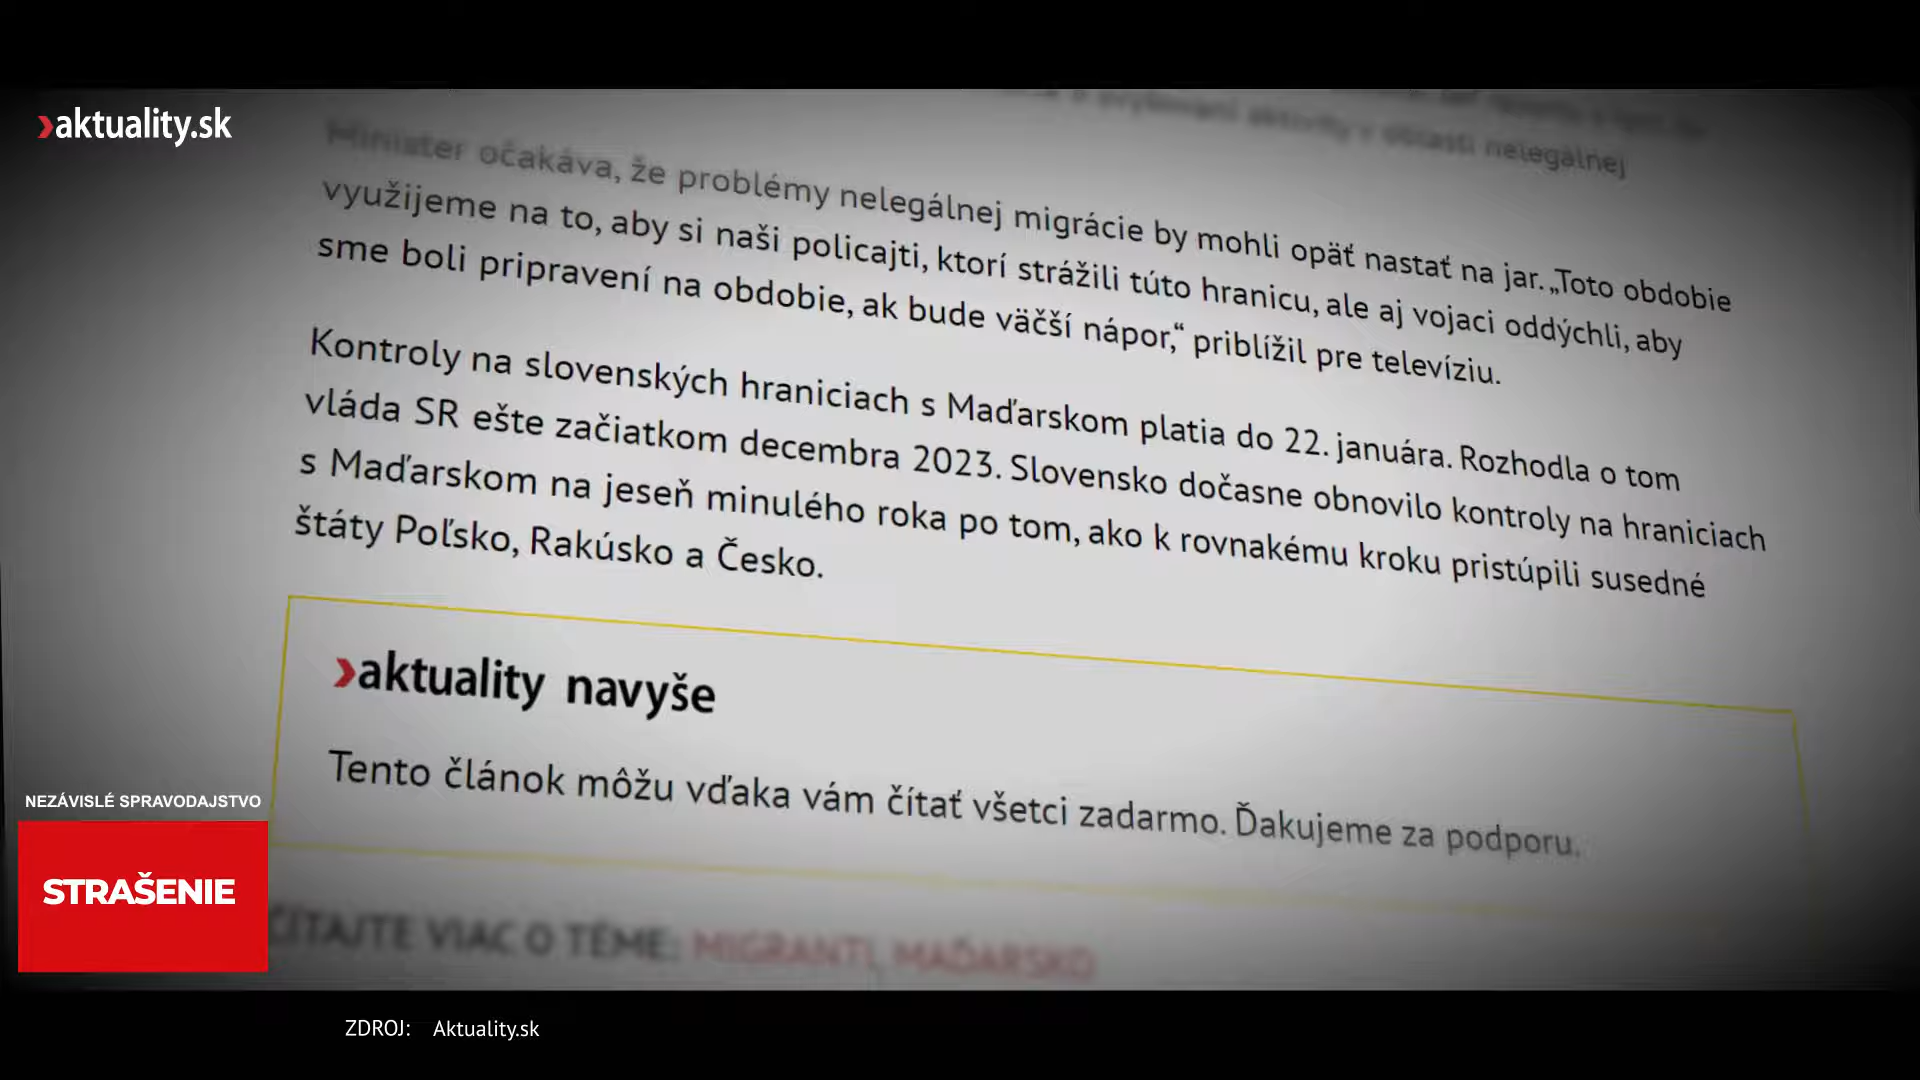 aktuality.sk
nelegálnej
Minister očakáva, že problémy nelegálnej migrácie by mohli opäť nastať na jar. „Toto obdobie
využijeme na to, aby si naši policajti, ktorí strážili túto hranicu, ale aj vojaci oddýchli, aby
sme boli pripravení na obdobie, ak bude väčší nápor,“ priblížil pre televíziu.
Kontroly na slovenských hraniciach s Maďarskom platia do 22. januára. Rozhodla o tom
vláda SR ešte začiatkom decembra 2023. Slovensko dočasne obnovilo kontroly na hraniciach
s Maďarskom na jeseň minulého roka po tom, ako k rovnakému kroku pristúpili susedné
štáty Poľsko, Rakúsko a Česko.
aktuality navyše
Tento článok môžu vďaka vám čítať všetci zadarmo. Ďakujeme za podporu.
NEZÁVISLÉ SPRAVODAJSTVO
STRAŠENIE
ČÍTAJTE VIAC O TÉME: MIGRANTI, MAĎARSKO
ZDROJ: Aktuality.sk